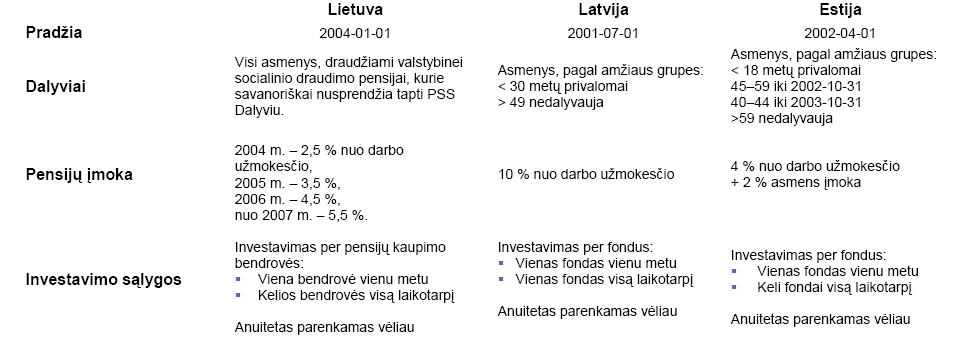 Lietuva Latvija Estija
Pradžia 2004-01-01 2001-07-01 2002-04-01
Dalyviai
Visi asmenys, draudžiami valstybinei
socialinio draudimo pensijai, kurie
savanoriškai nusprendžia tapti PSS
Dalyviu.
Asmenys, pagal amžiaus grupes:
< 30 metų privalomai
> 49 nedalyvauja
Asmenys, pagal amžiaus grupes:
< 18 metų privalomai
45–59 iki 2002-10-31
40–44 iki 2003-10-31
>59 nedalyvauja
Pensijų įmoka
2004 m. – 2,5 % nuo darbo
užmokesčio,
2005 m. – 3,5 %,
2006 m. – 4,5 %,
nuo 2007 m. – 5,5 %.
10 % nuo darbo užmokesčio
4 % nuo darbo užmokesčio
+ 2 % asmens įmoka
Investavimo sąlygos
Investavimas per pensijų kaupimo
bendrovės:
▪ Viena bendrovė vienu metu
▪ Kelios bendrovės visą laikotarpį
Anuitetas parenkamas vėliau
Investavimas per fondus:
▪ Vienas fondas vienu metu
▪ Vienas fondas visą laikotarpį
Anuitetas parenkamas vėliau
Investavimas per fondus:
▪ Vienas fondas vienu metu
▪ Keli fondai visą laikotarpį
Anuitetas parenkamas vėliau